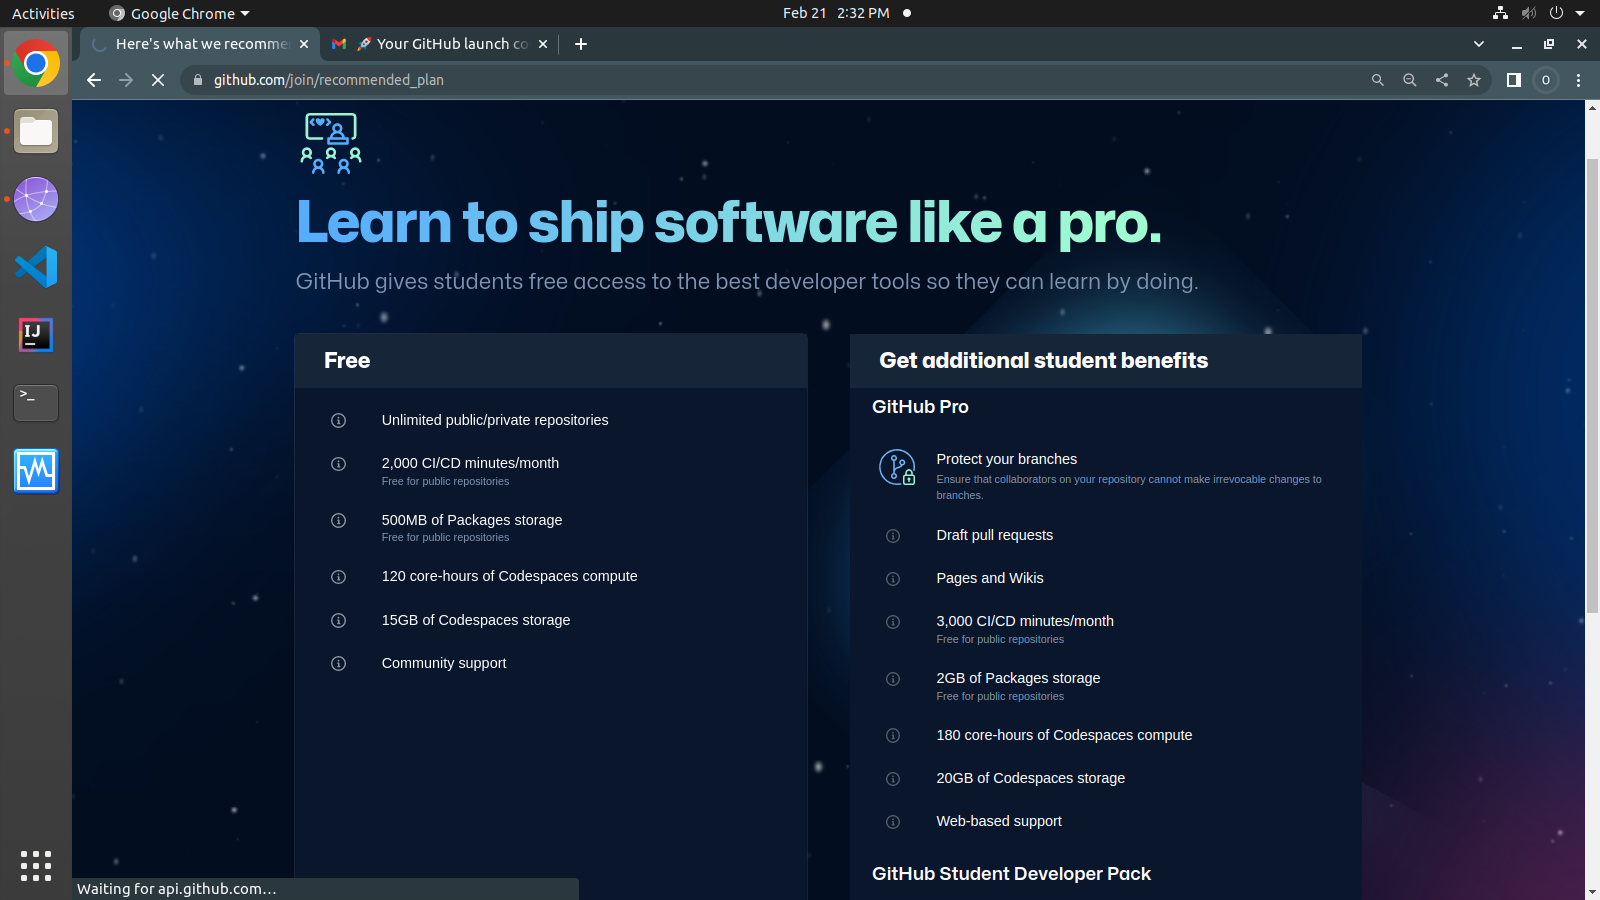 Activities
Google Chrome
Feb 21 2:32 PM
Here's what we recomme
🚀 Your GitHub launch co
github.com/join/recommended_plan
O
Learn to ship software like a pro.
GitHub gives students free access to the best developer tools so they can learn by doing.
Free
Unlimited public/private repositories
2,000 CI/CD minutes/month
Free for public repositories
500MB of Packages storage
Free for public repositories
120 core-hours of Codespaces compute
15GB of Codespaces storage
Community support
Get additional student benefits
GitHub Pro
Protect your branches
Ensure that collaborators on your repository cannot make irrevocable changes to
branches.
Draft pull requests
Pages and Wikis
3,000 CI/CD minutes/month
Free for public repositories
2GB of Packages storage
Free for public repositories
180 core-hours of Codespaces compute
20GB of Codespaces storage
Web-based support
GitHub Student Developer Pack
IJ
>_
Waiting for api.github.com…